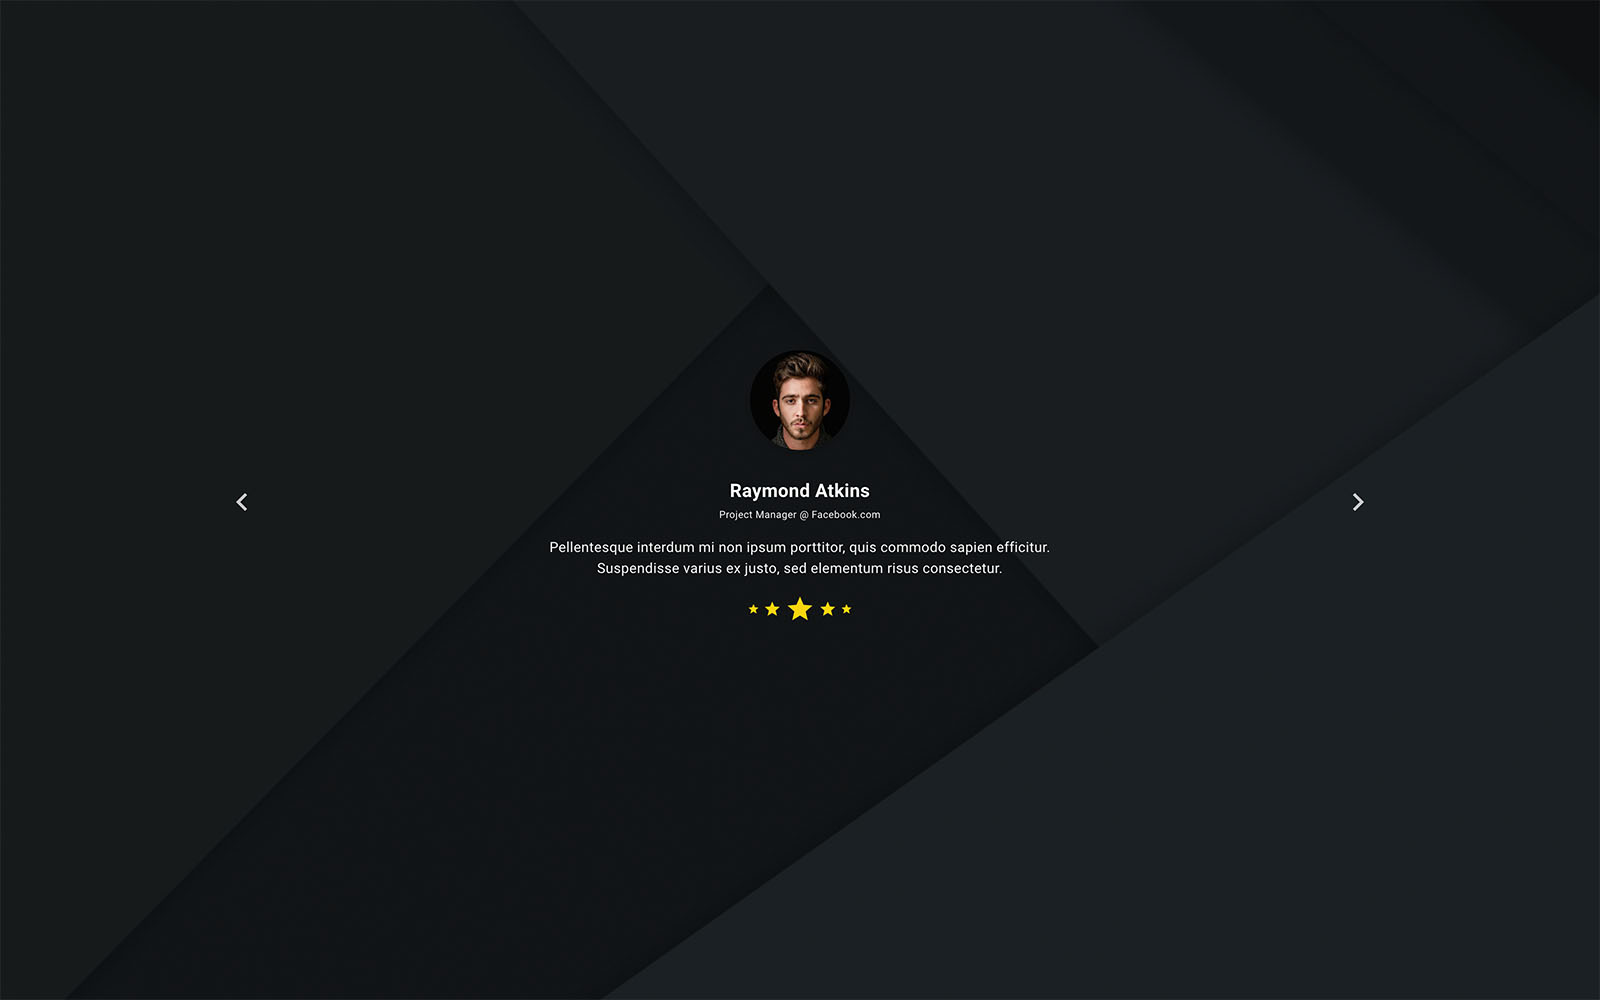 Raymond Atkins
Project Manager @ Facebook.com
Pellentesque interdum mi non ipsum porttitor, quis commodo sapien efficitur.
Suspendisse varius ex justo, sed elementum risus consectetur.